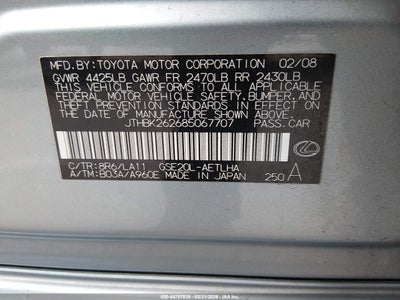 MFD.BY:TOYOTA MOTOR CORPORATION 02/08
GVWR 4425LB GAWR FR 2470LB RR 2430LB
THIS VEHICLE CONFORMS TO ALL APPLICABLE
FEDERAL MOTOR VEHICLE SAFETY,BUMPER,AND
THEFT PREVENTION STANDARDS IN EFFECT ON
THE DATE OF MANUFACTURE SHOWN ABOVE.
JTHBK262685067707 PASS.CAR
C/TR:8R6/LA11 GSE20L-AETLHA
A/TM:B03A/A960E MADE IN JAPAN 250 A